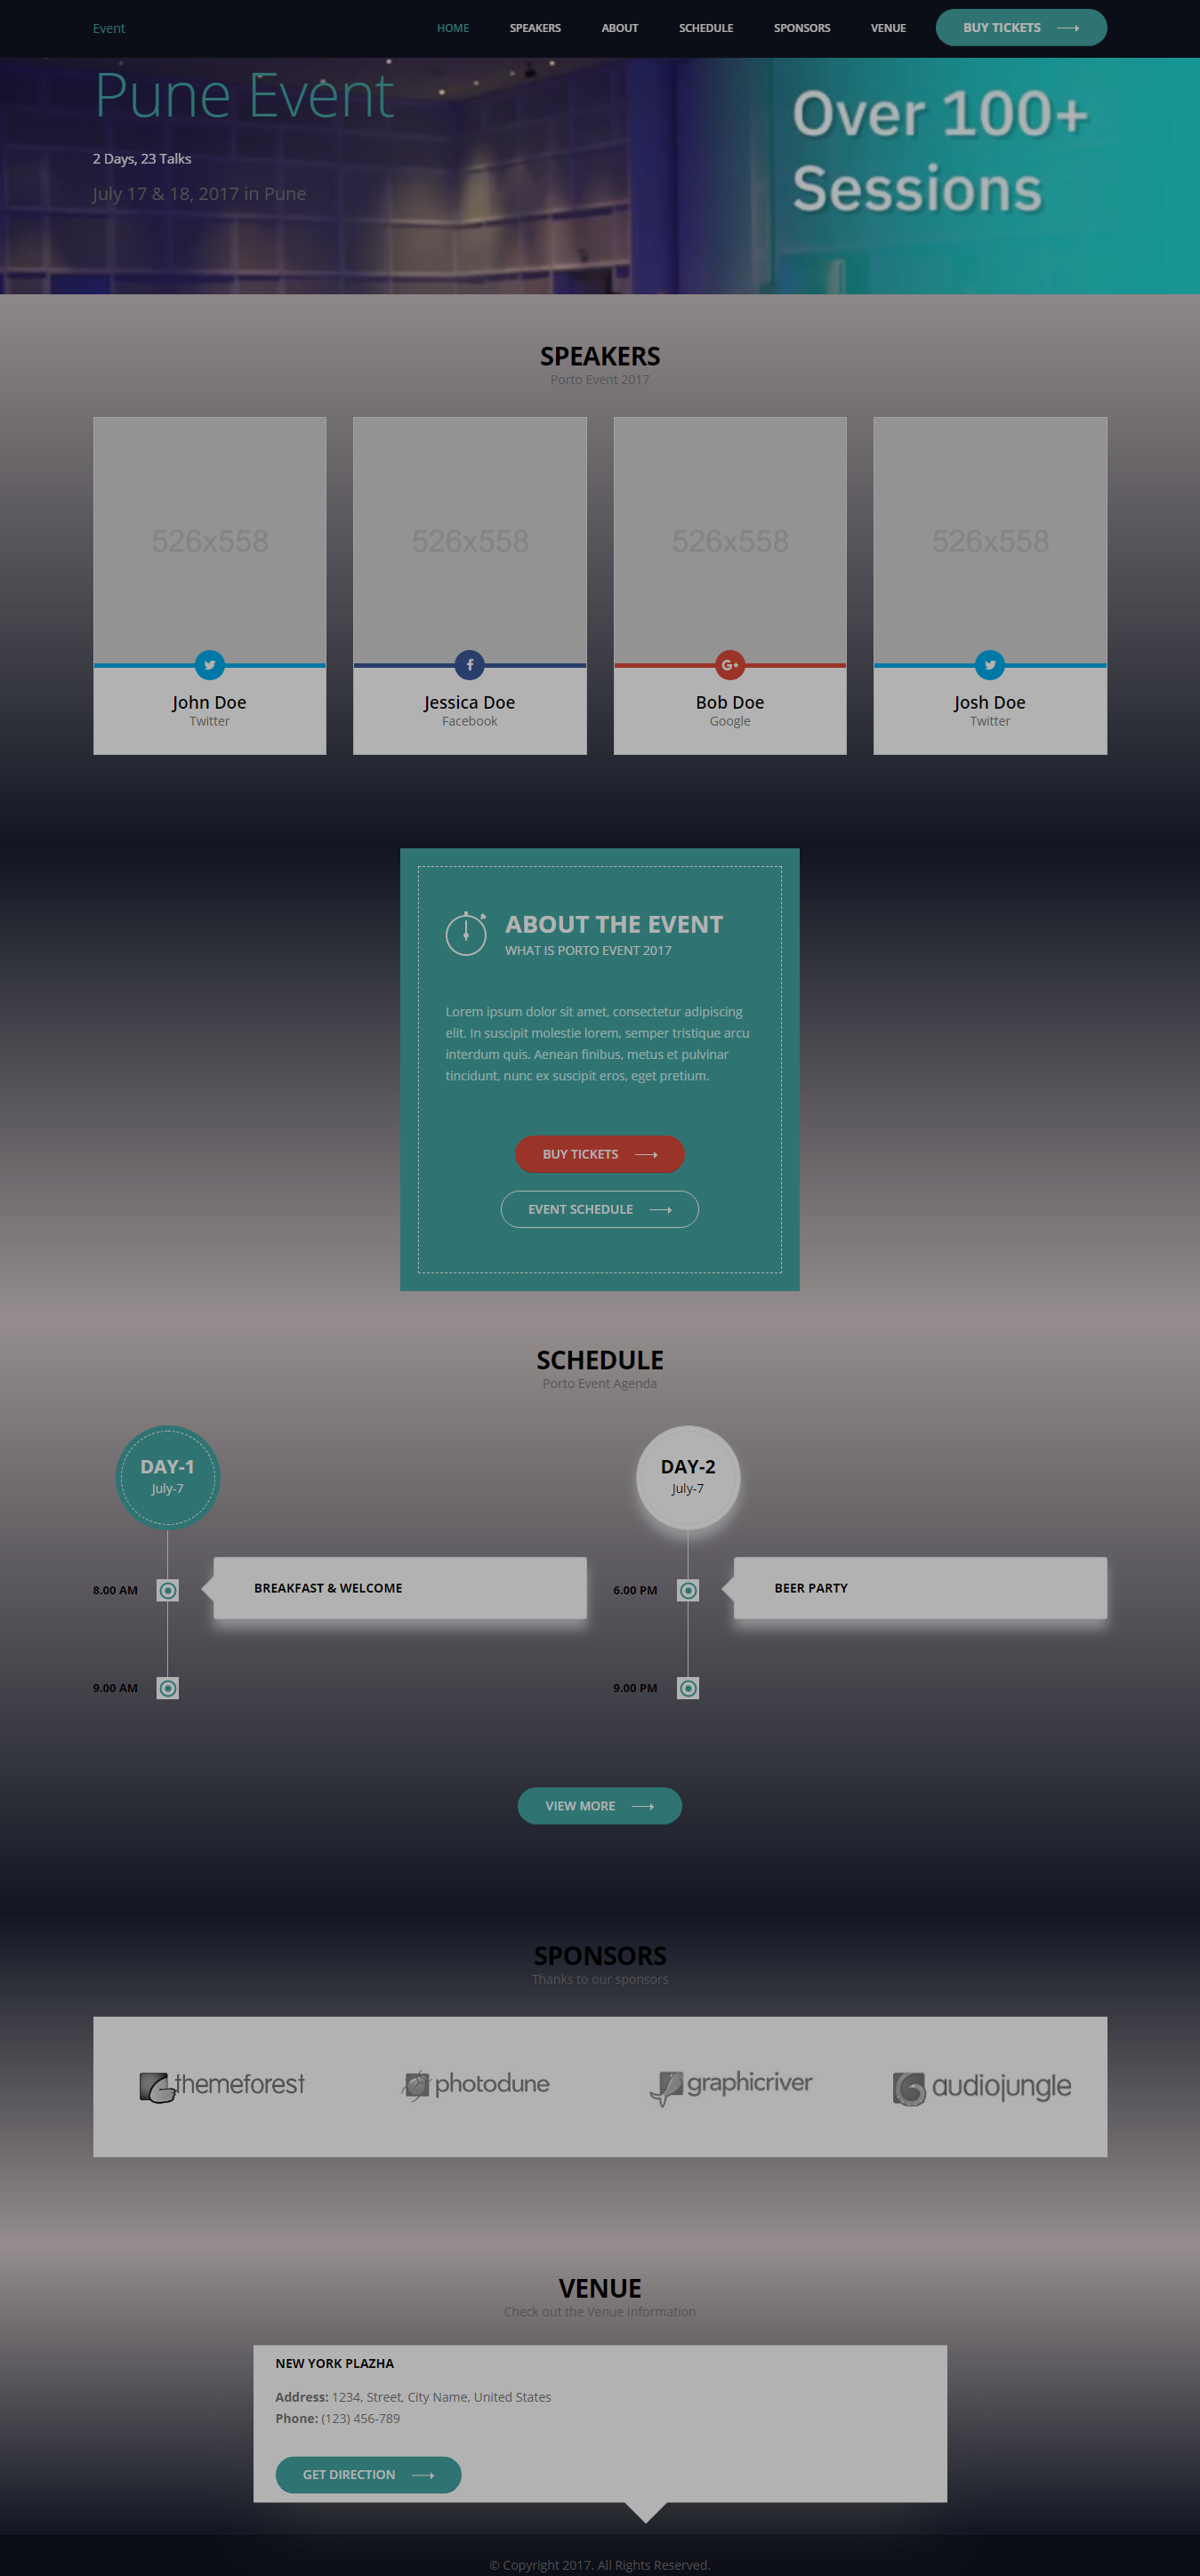 Event
HOME
SPEAKERS
ABOUT
SCHEDULE
SPONSORS
VENUE
BUY TICKETS
Pune Event
2 Days, 23 Talks
July 17 & 18, 2017 in Pune
Over 100+
Sessions
SPEAKERS
Porto Event 2017
526x558
526x558
526x558
526x558
John Doe
Twitter
Jessica Doe
Facebook
Bob Doe
Google
Josh Doe
Twitter
ABOUT THE EVENT
WHAT IS PORTO EVENT 2017
Lorem ipsum dolor sit amet, consectetur adipiscing
elit. In suscipit molestie lorem, semper tristique arcu
interdum quis. Aenean finibus, metus et pulvinar
tincidunt, nunc ex suscipit eros, eget pretium.
BUY TICKETS
EVENT SCHEDULE
SCHEDULE
Porto Event Agenda
DAY-1
July-7
8.00 AM
BREAKFAST & WELCOME
9.00 AM
DAY-2
July-7
6.00 PM
BEER PARTY
9.00 PM
VIEW MORE
SPONSORS
Thanks to our sponsors
themeforest
photodune
graphicriver
audiojungle
VENUE
Check out the Venue Information
NEW YORK PLAZHA
Address: 1234, Street, City Name, United States
Phone: (123) 456-789
GET DIRECTION
© Copyright 2017. All Rights Reserved.